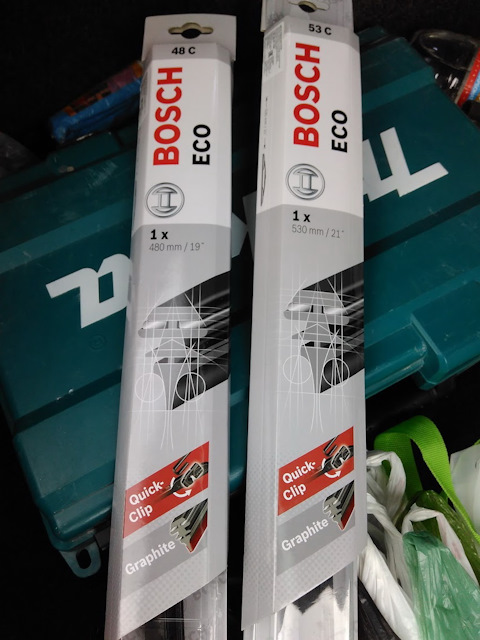 48 C
BOSCH
ECO
1 x
480 mm / 19"
Quick-
Clip
Graphite
53 C
BOSCH
ECO
1 x
530 mm / 21"
Quick-
Clip
Graphite